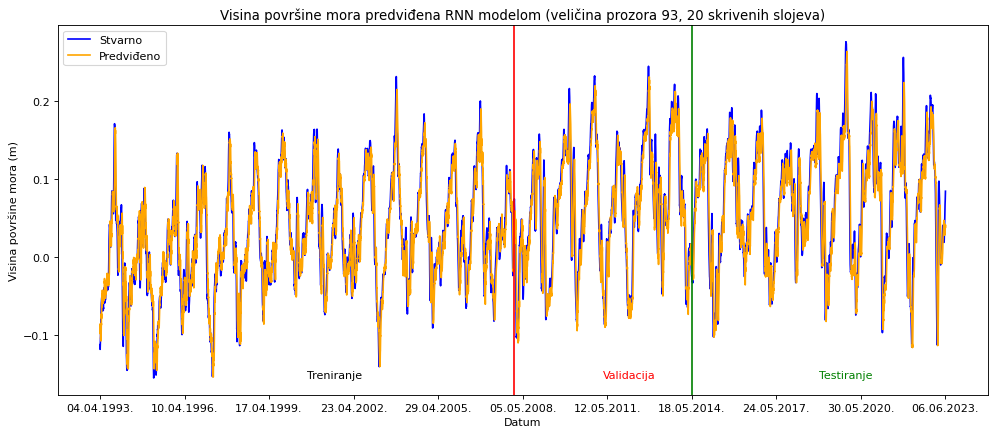 Visina površine mora predviđena RNN modelom (veličina prozora 93, 20 skrivenih slojeva)
Stvarno
Predviđeno
Visina površine mora (m)
0.2
0.1
0.0
−0.1
Treniranje
Validacija
Testiranje
04.04.1993.
10.04.1996.
17.04.1999.
23.04.2002.
29.04.2005.
05.05.2008.
12.05.2011.
18.05.2014.
24.05.2017.
30.05.2020.
06.06.2023.
Datum